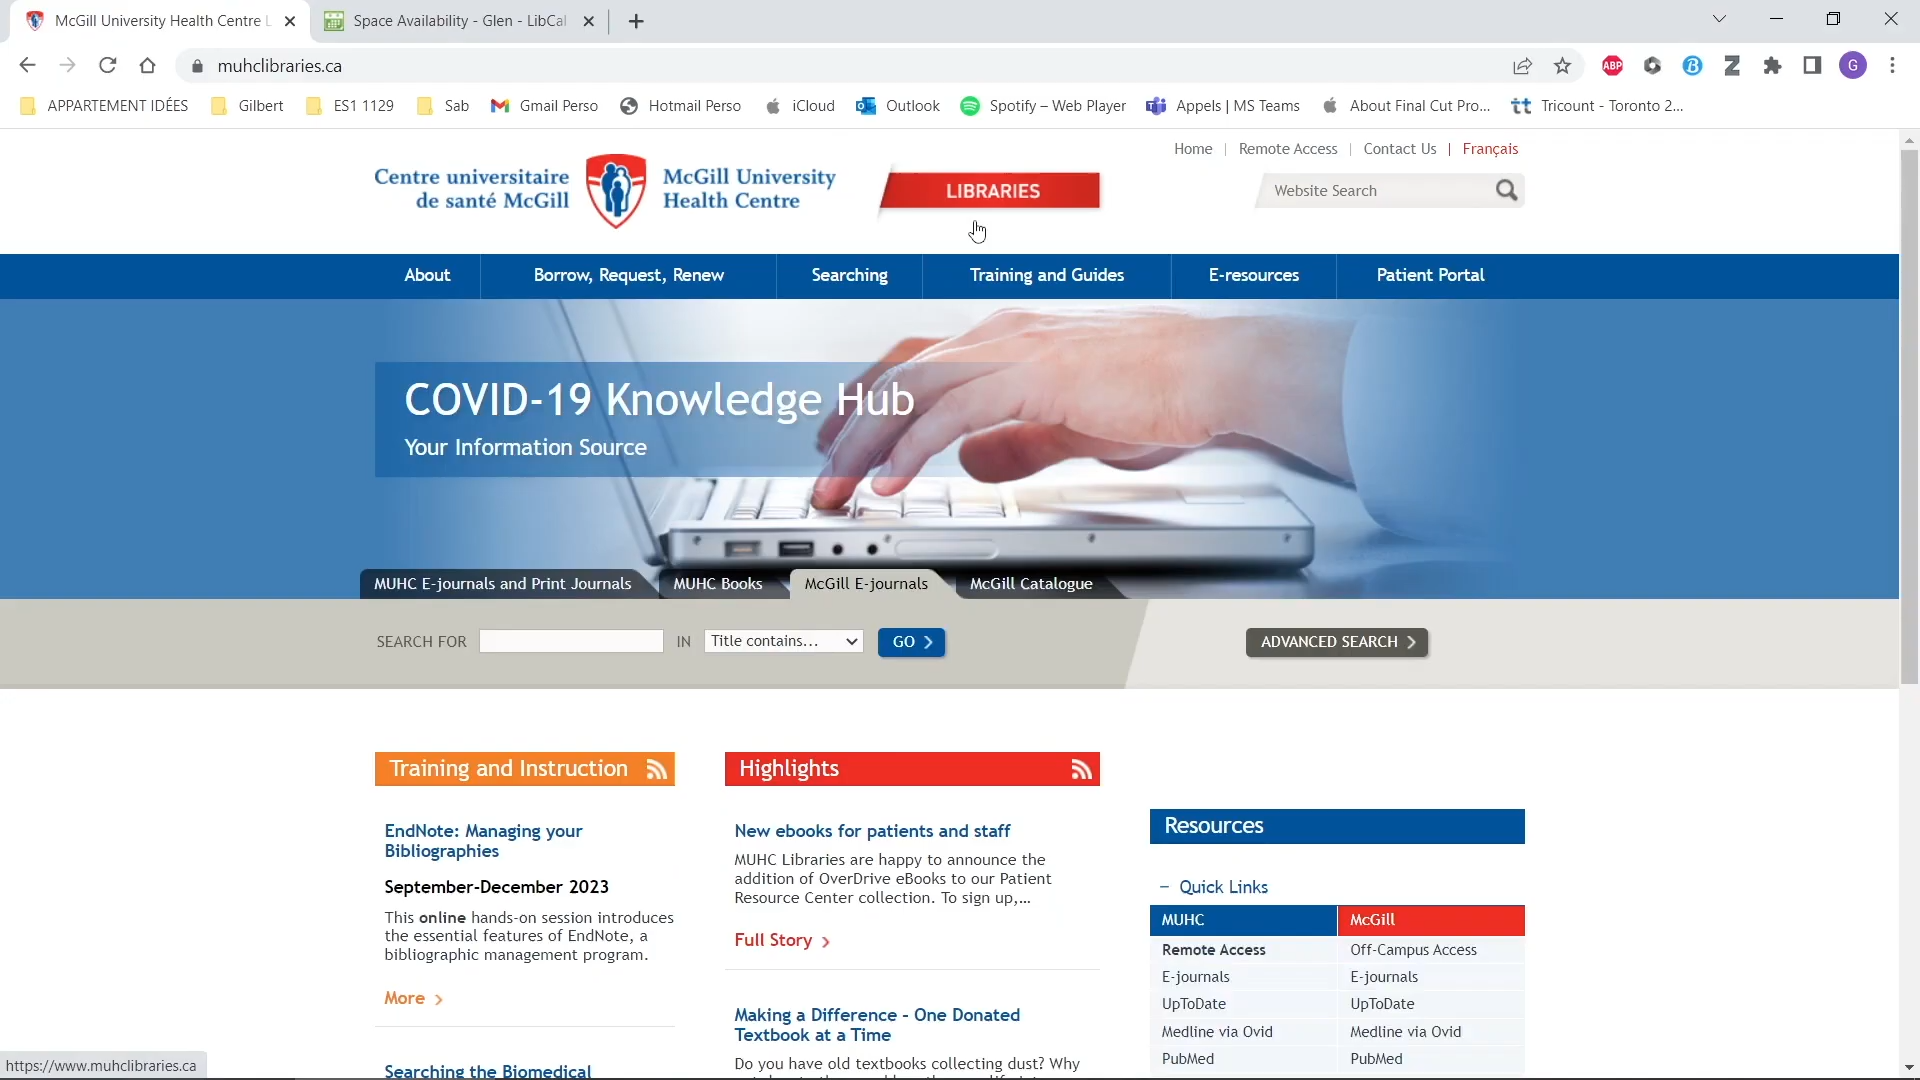 McGill University Health Centre L
Space Availability - Glen - LibCal
muhclibraries.ca
ABP
G
APPARTEMENT IDÉES
Gilbert
ES1 1129
Sab
Gmail Perso
Hotmail Perso
iCloud
Outlook
Spotify – Web Player
Appels | MS Teams
About Final Cut Pro...
Tricount - Toronto 2...
Home | Remote Access | Contact Us | Français
Centre universitaire
de santé McGill
McGill University
Health Centre
LIBRARIES
Website Search
About
Borrow, Request, Renew
Searching
Training and Guides
E-resources
Patient Portal
COVID-19 Knowledge Hub
Your Information Source
MUHC E-journals and Print Journals
MUHC Books
McGill E-journals
McGill Catalogue
SEARCH FOR
IN
Title contains...
GO
ADVANCED SEARCH
Training and Instruction
EndNote: Managing your
Bibliographies
September-December 2023
This online hands-on session introduces
the essential features of EndNote, a
bibliographic management program.
More
Searching the Biomedical
Highlights
New ebooks for patients and staff
MUHC Libraries are happy to announce the
addition of OverDrive eBooks to our Patient
Resource Center collection. To sign up,...
Full Story
Making a Difference - One Donated
Textbook at a Time
Do you have old textbooks collecting dust? Why
Resources
– Quick Links
MUHC McGill
Remote Access Off-Campus Access
E-journals E-journals
UpToDate UpToDate
Medline via Ovid Medline via Ovid
PubMed PubMed
https://www.muhclibraries.ca